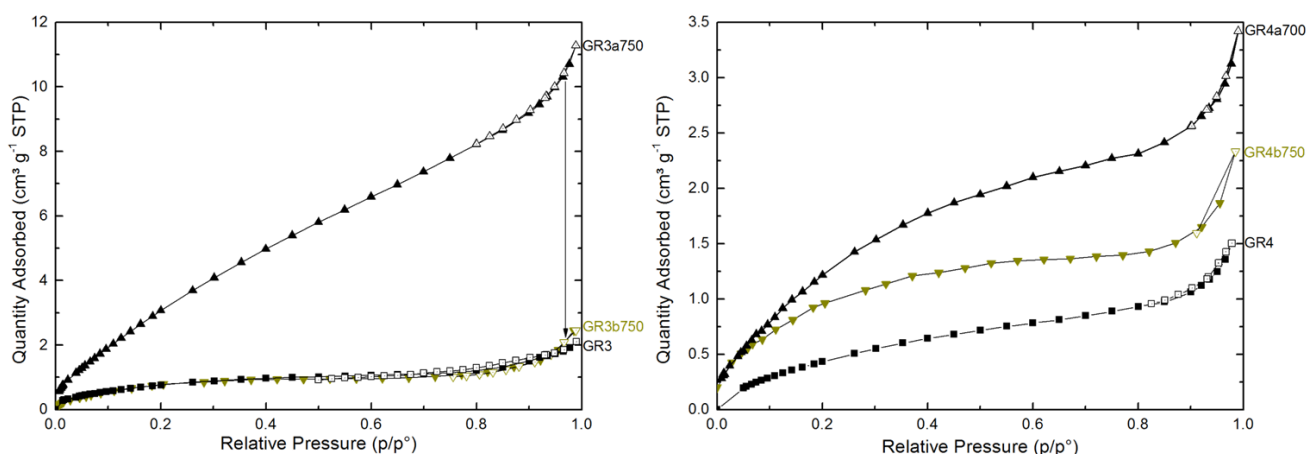 12
10
8
6
4
2
0
Quantity Adsorbed (cm³ g⁻¹ STP)
GR3a750
GR3b750
GR3
0.0 0.2 0.4 0.6 0.8 1.0
Relative Pressure (p/p°)
3.5
3.0
2.5
2.0
1.5
1.0
0.5
0.0
Quantity Adsorbed (cm³ g⁻¹ STP)
GR4a700
GR4b750
GR4
0.0 0.2 0.4 0.6 0.8 1.0
Relative Pressure (p/p°)